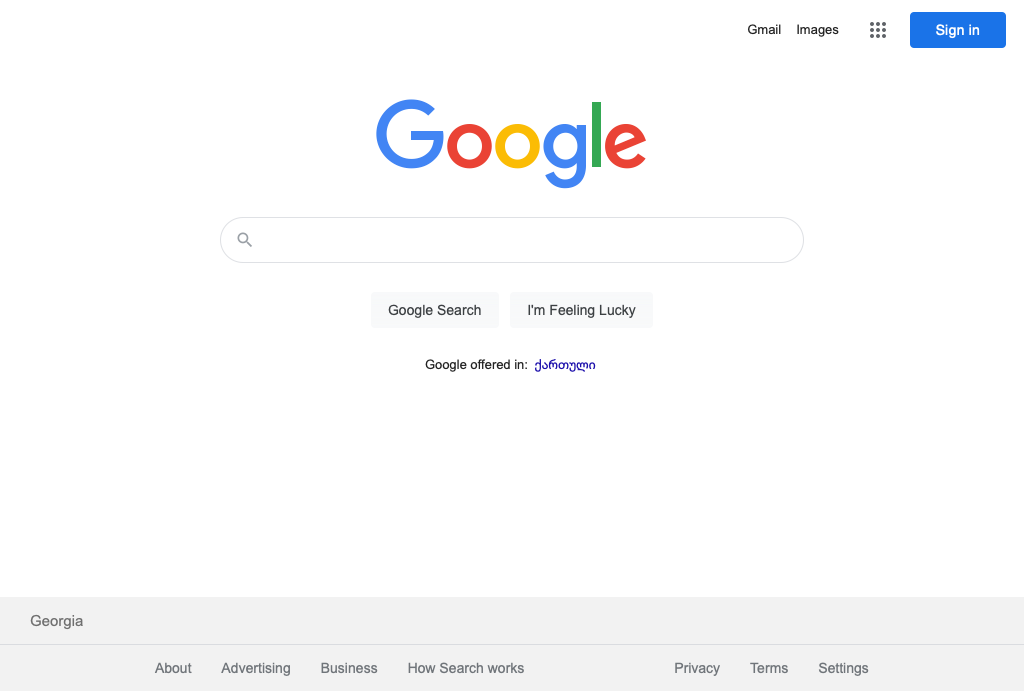 Gmail Images Sign in
Google
Google Search I'm Feeling Lucky
Google offered in: ქართული
Georgia
About Advertising Business How Search works Privacy Terms Settings